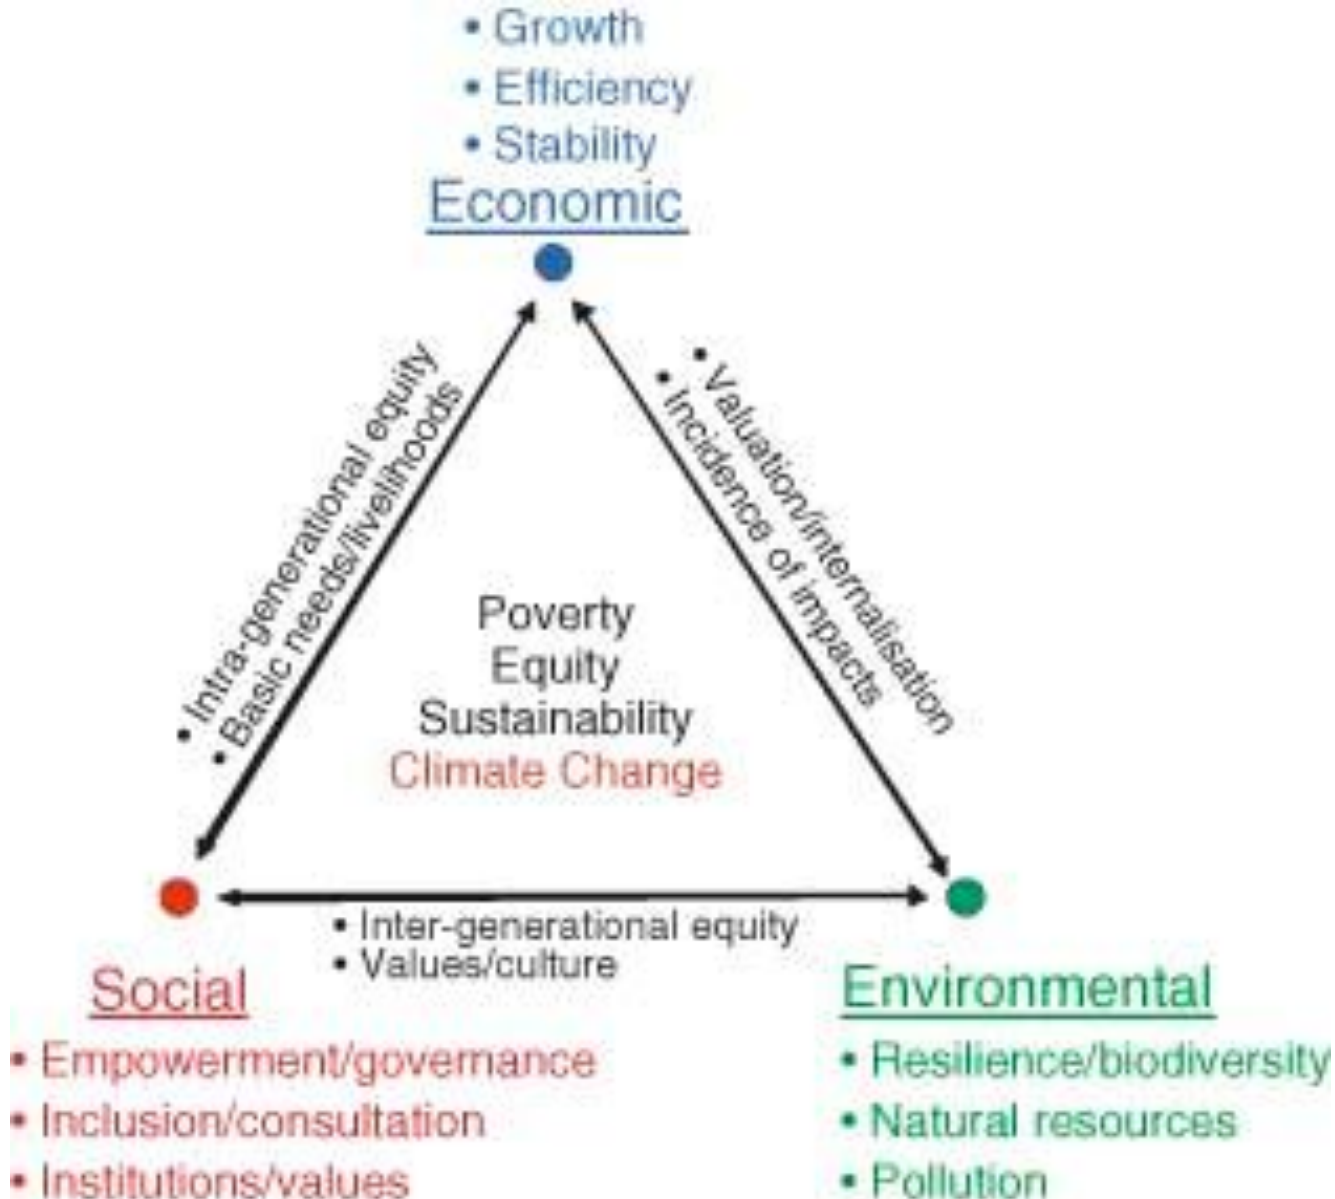 • Growth
• Efficiency
• Stability
Economic
• Intra-generational equity
• Basic needs/livelihoods
• Valuation/internalisation
• Incidence of impacts
Poverty
Equity
Sustainability
Climate Change
• Inter-generational equity
• Values/culture
Social
• Empowerment/governance
• Inclusion/consultation
• Institutions/values
Environmental
• Resilience/biodiversity
• Natural resources
• Pollution